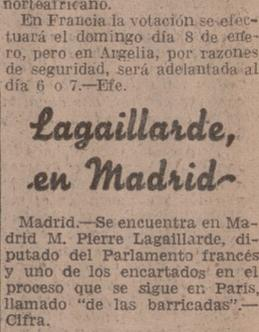 norteafricano.
En Francia la votación se efec-
tuará el domingo día 8 de ene-
ro, pero en Argelia, por razones
de seguridad, será adelantada al
día 6 o 7.—Efe.
Lagaillarde,
en Madrid
Madrid.—Se encuentra en Ma-
drid M. Pierre Lagaillarde, di-
putado del Parlamento francés
y uno de los encartados en el
proceso que se sigue en París,
llamado "de las barricadas".—
Cifra.